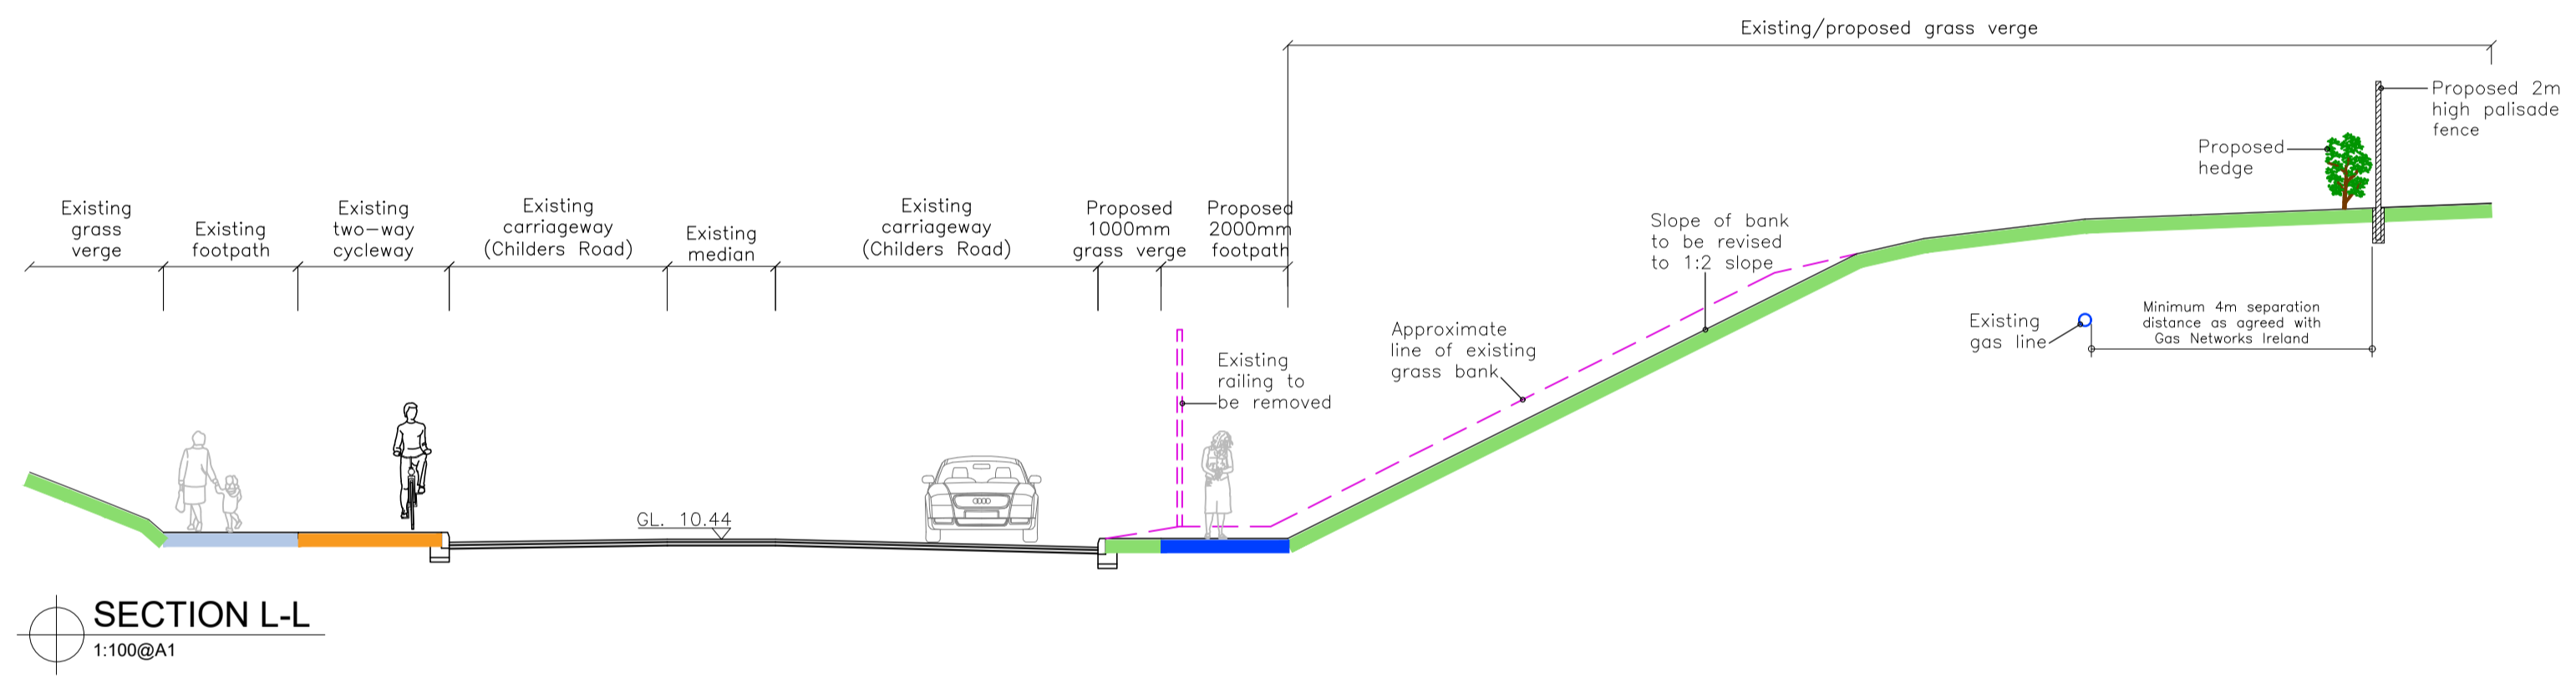 Existing/proposed grass verge
Proposed 2m
high palisade
fence
Proposed
hedge
Existing
grass
verge
Existing
footpath
Existing
two-way
cycleway
Existing
carriageway
(Childers Road)
Existing
median
Existing
carriageway
(Childers Road)
Proposed
1000mm
grass verge
Proposed
2000mm
footpath
Slope of bank
to be revised
to 1:2 slope
Approximate
line of existing
grass bank
Existing
gas line
Minimum 4m separation
distance as agreed with
Gas Networks Ireland
Existing
railing to
be removed
GL. 10.44
SECTION L-L
1:100@A1